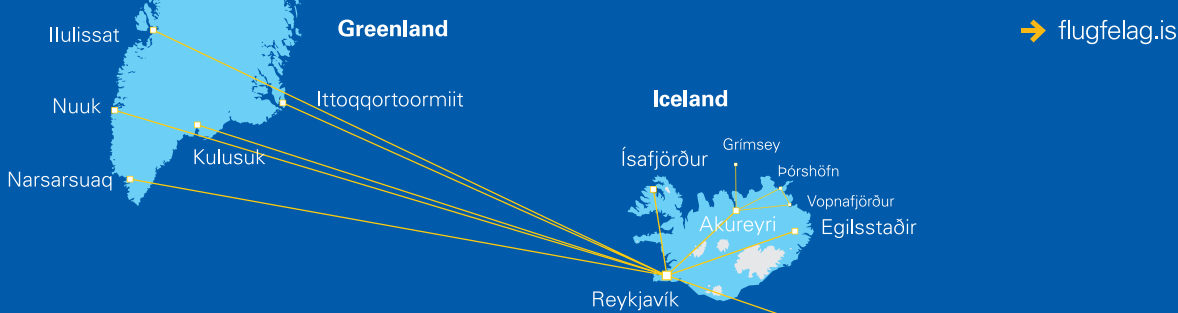 Greenland
→ flugfelag.is
Ilulissat
Ittoqqortoormiit
Nuuk
Iceland
Kulusuk
Narsarsuaq
Grímsey
Ísafjörður
Þórshöfn
Vopnafjörður
Akureyri
Egilsstaðir
Reykjavík